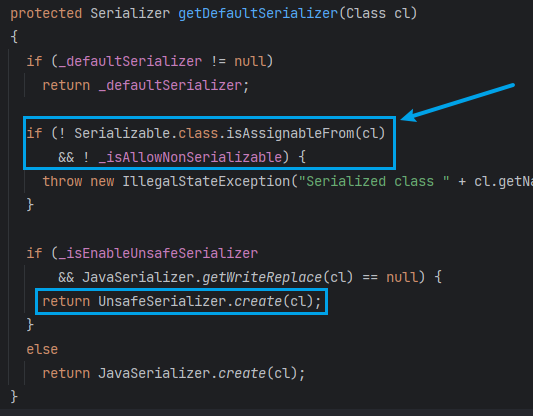 protected Serializer getDefaultSerializer(Class cl)
{
if (_defaultSerializer != null)
return _defaultSerializer;
if (! Serializable.class.isAssignableFrom(cl)
&& ! _isAllowNonSerializable) {
throw new IllegalStateException("Serialized class " + cl.getNa
}
if (_isEnableUnsafeSerializer
&& JavaSerializer.getWriteReplace(cl) == null) {
return UnsafeSerializer.create(cl);
}
else
return JavaSerializer.create(cl);
}